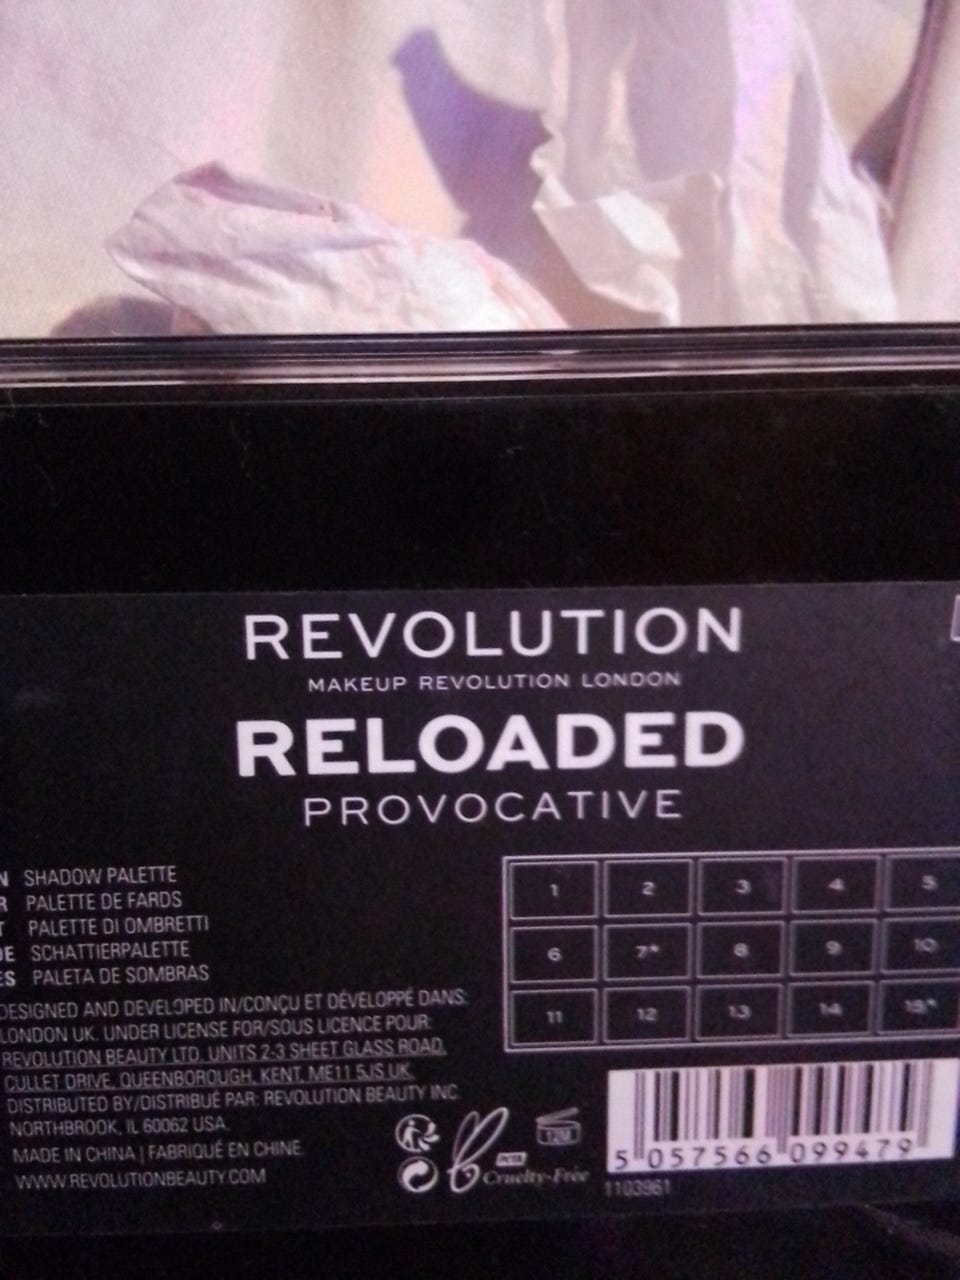 REVOLUTION
MAKEUP REVOLUTION LONDON
RELOADED
PROVOCATIVE
N SHADOW PALETTE
R PALETTE DE FARDS
T PALETTE DI OMBRETTI
DE SCHATTIERPALETTE
ES PALETA DE SOMBRAS
DESIGNED AND DEVELOPED IN/CONÇU ET DÉVELOPPÉ DANS:
LONDON UK. UNDER LICENSE FOR/SOUS LICENCE POUR:
REVOLUTION BEAUTY LTD. UNITS 2-3 SHEET GLASS ROAD,
CULLET DRIVE, QUEENBOROUGH, KENT. ME11 5JS UK.
DISTRIBUTED BY/DISTRIBUÉ PAR: REVOLUTION BEAUTY INC.
NORTHBROOK, IL 60062 USA.
MADE IN CHINA | FABRIQUÉ EN CHINE.
WWW.REVOLUTIONBEAUTY.COM
1 2 3 4 5
6 7* 8 9 10
11 12 13 14 15*
12M
PETA
Cruelty-Free
5 057566 099479
1103961